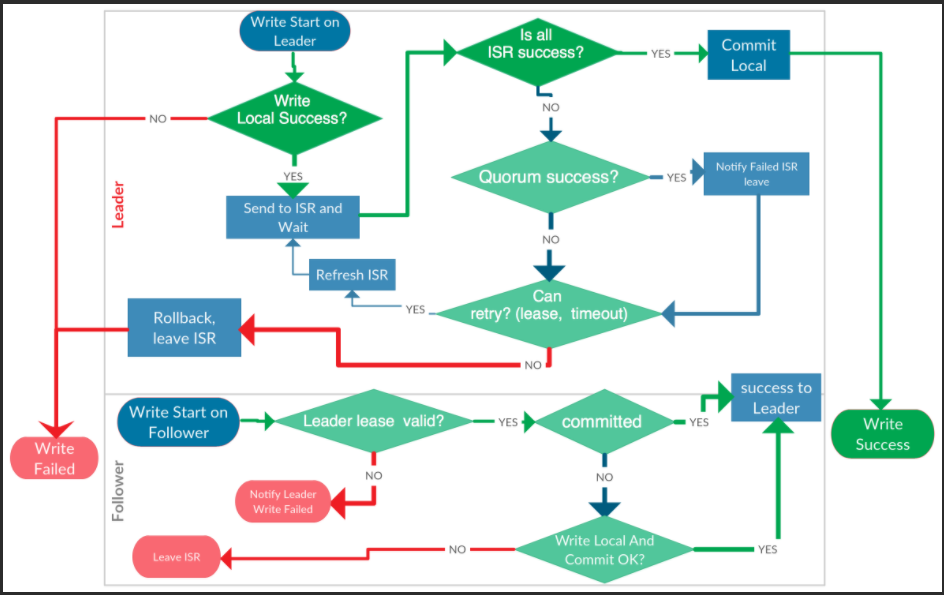 Write Start on
Leader
Is all
ISR success?
YES
Commit
Local
Write
Local Success?
NO
NO
YES
Quorum success?
YES
Notify Failed ISR
leave
Leader
Send to ISR and
Wait
NO
Refresh ISR
YES
Can
retry? (lease, timeout)
Rollback,
leave ISR
NO
success to
Leader
Write Start on
Follower
Leader lease valid?
YES
committed
YES
Write
Success
Write
Failed
NO
NO
Follower
Notify Leader
Write Failed
Write Local And
Commit OK?
Leave ISR
NO
YES